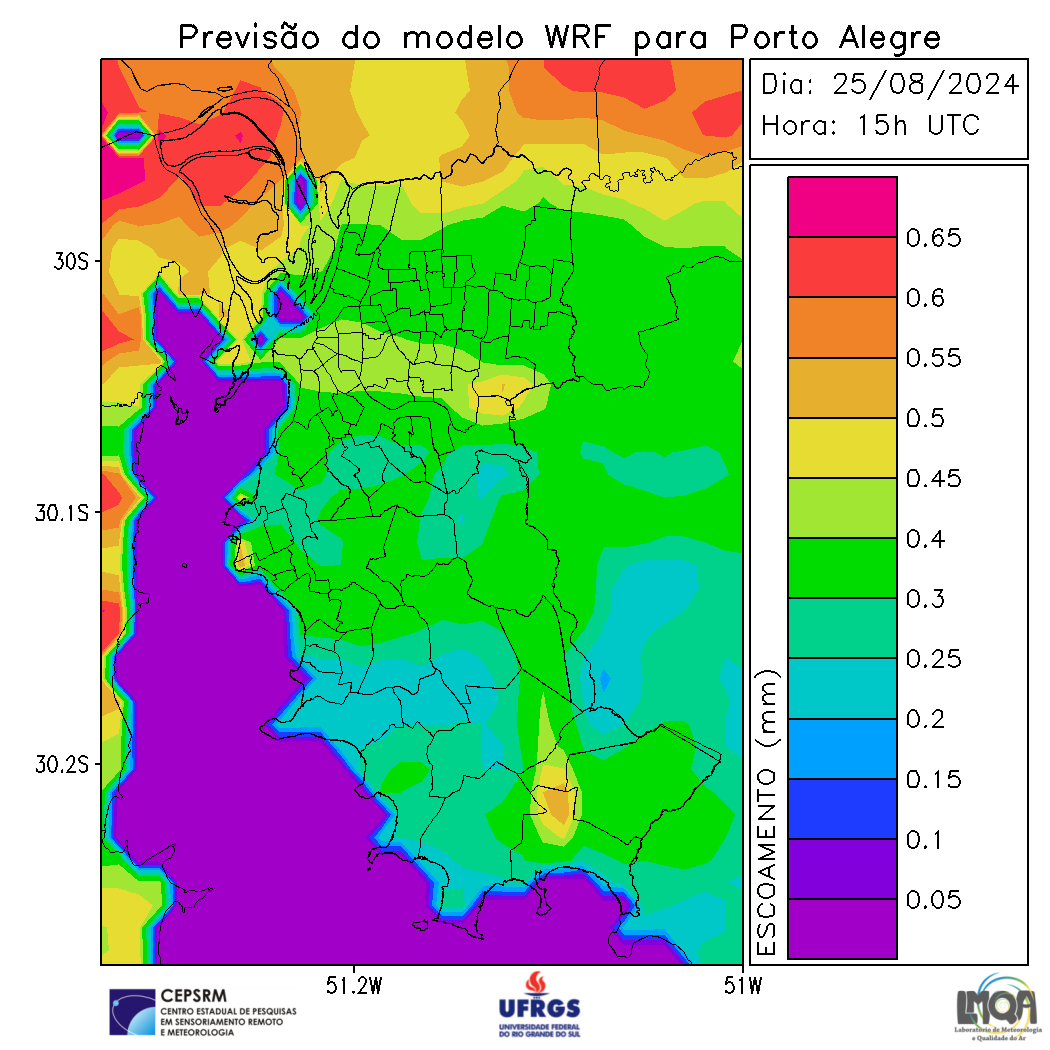 Previsão do modelo WRF para Porto Alegre
Dia: 25/08/2024
Hora: 15h UTC
30S
30.1S
30.2S
51.2W
51W
ESCOAMENTO (mm)
0.65
0.6
0.55
0.5
0.45
0.4
0.3
0.25
0.2
0.15
0.1
0.05
CEPSRM
CENTRO ESTADUAL DE PESQUISAS
EM SENSORIAMENTO REMOTO
E METEOROLOGIA
UFRGS
UNIVERSIDADE FEDERAL
DO RIO GRANDE DO SUL
LMQA
Laboratório de Meteorologia
e Qualidade do Ar